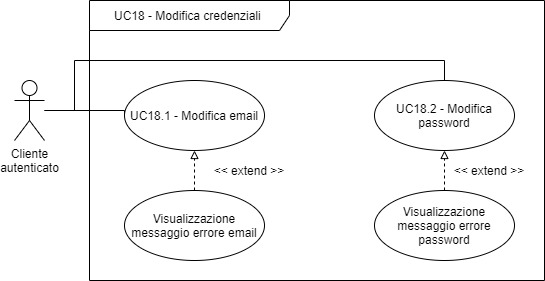 UC18 - Modifica credenziali
UC18.1 - Modifica email
UC18.2 - Modifica
password
Cliente
autenticato
<< extend >>
<< extend >>
Visualizzazione
messaggio errore email
Visualizzazione
messaggio errore
password